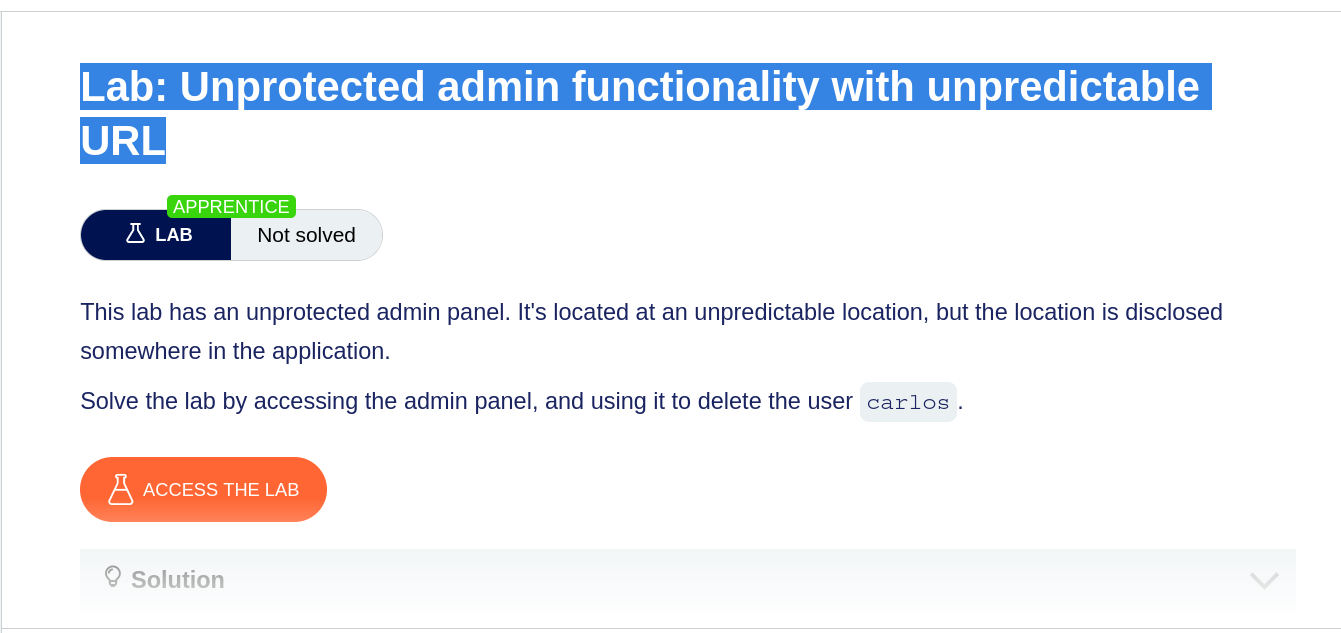 Lab: Unprotected admin functionality with unpredictable
URL
APPRENTICE
LAB
Not solved
This lab has an unprotected admin panel. It's located at an unpredictable location, but the location is disclosed
somewhere in the application.
Solve the lab by accessing the admin panel, and using it to delete the user carlos.
ACCESS THE LAB
Solution